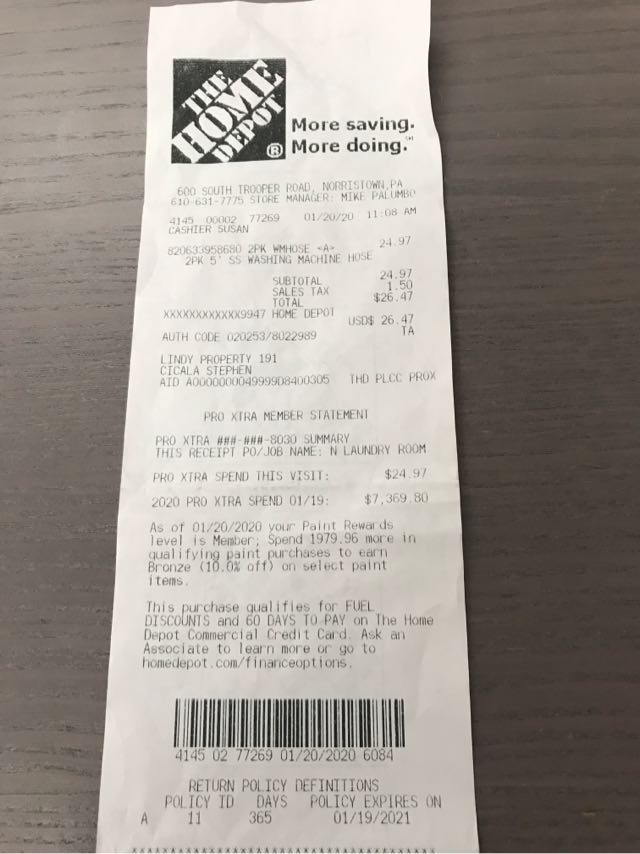 THE
HOME
DEPOT
®
More saving.
More doing.℠
600 SOUTH TROOPER ROAD, NORRISTOWN,PA
610-631-7775 STORE MANAGER: MIKE PALUMBO
4145 00002 77269 01/20/20 11:08 AM
CASHIER SUSAN
820633958680 2PK WMHOSE <A> 24.97
2PK 5' SS WASHING MACHINE HOSE
SUBTOTAL 24.97
SALES TAX 1.50
TOTAL $26.47
XXXXXXXXXXXX9947 HOME DEPOT
USD$ 26.47
AUTH CODE 020253/8022989 TA
LINDY PROPERTY 191
CICALA STEPHEN
AID A0000000049999D8400305 THD PLCC PROX
PRO XTRA MEMBER STATEMENT
PRO XTRA ###-###-8030 SUMMARY
THIS RECEIPT PO/JOB NAME: N LAUNDRY ROOM
PRO XTRA SPEND THIS VISIT: $24.97
2020 PRO XTRA SPEND 01/19: $7,369.80
As of 01/20/2020 your Paint Rewards
level is Member; Spend 1979.96 more in
qualifying paint purchases to earn
Bronze (10.0% off) on select paint
items.
This purchase qualifies for FUEL
DISCOUNTS and 60 DAYS TO PAY on The Home
Depot Commercial Credit Card. Ask an
Associate to learn more or go to
homedepot.com/financeoptions.
4145 02 77269 01/20/2020 6084
RETURN POLICY DEFINITIONS
POLICY ID DAYS POLICY EXPIRES ON
A 11 365 01/19/2021